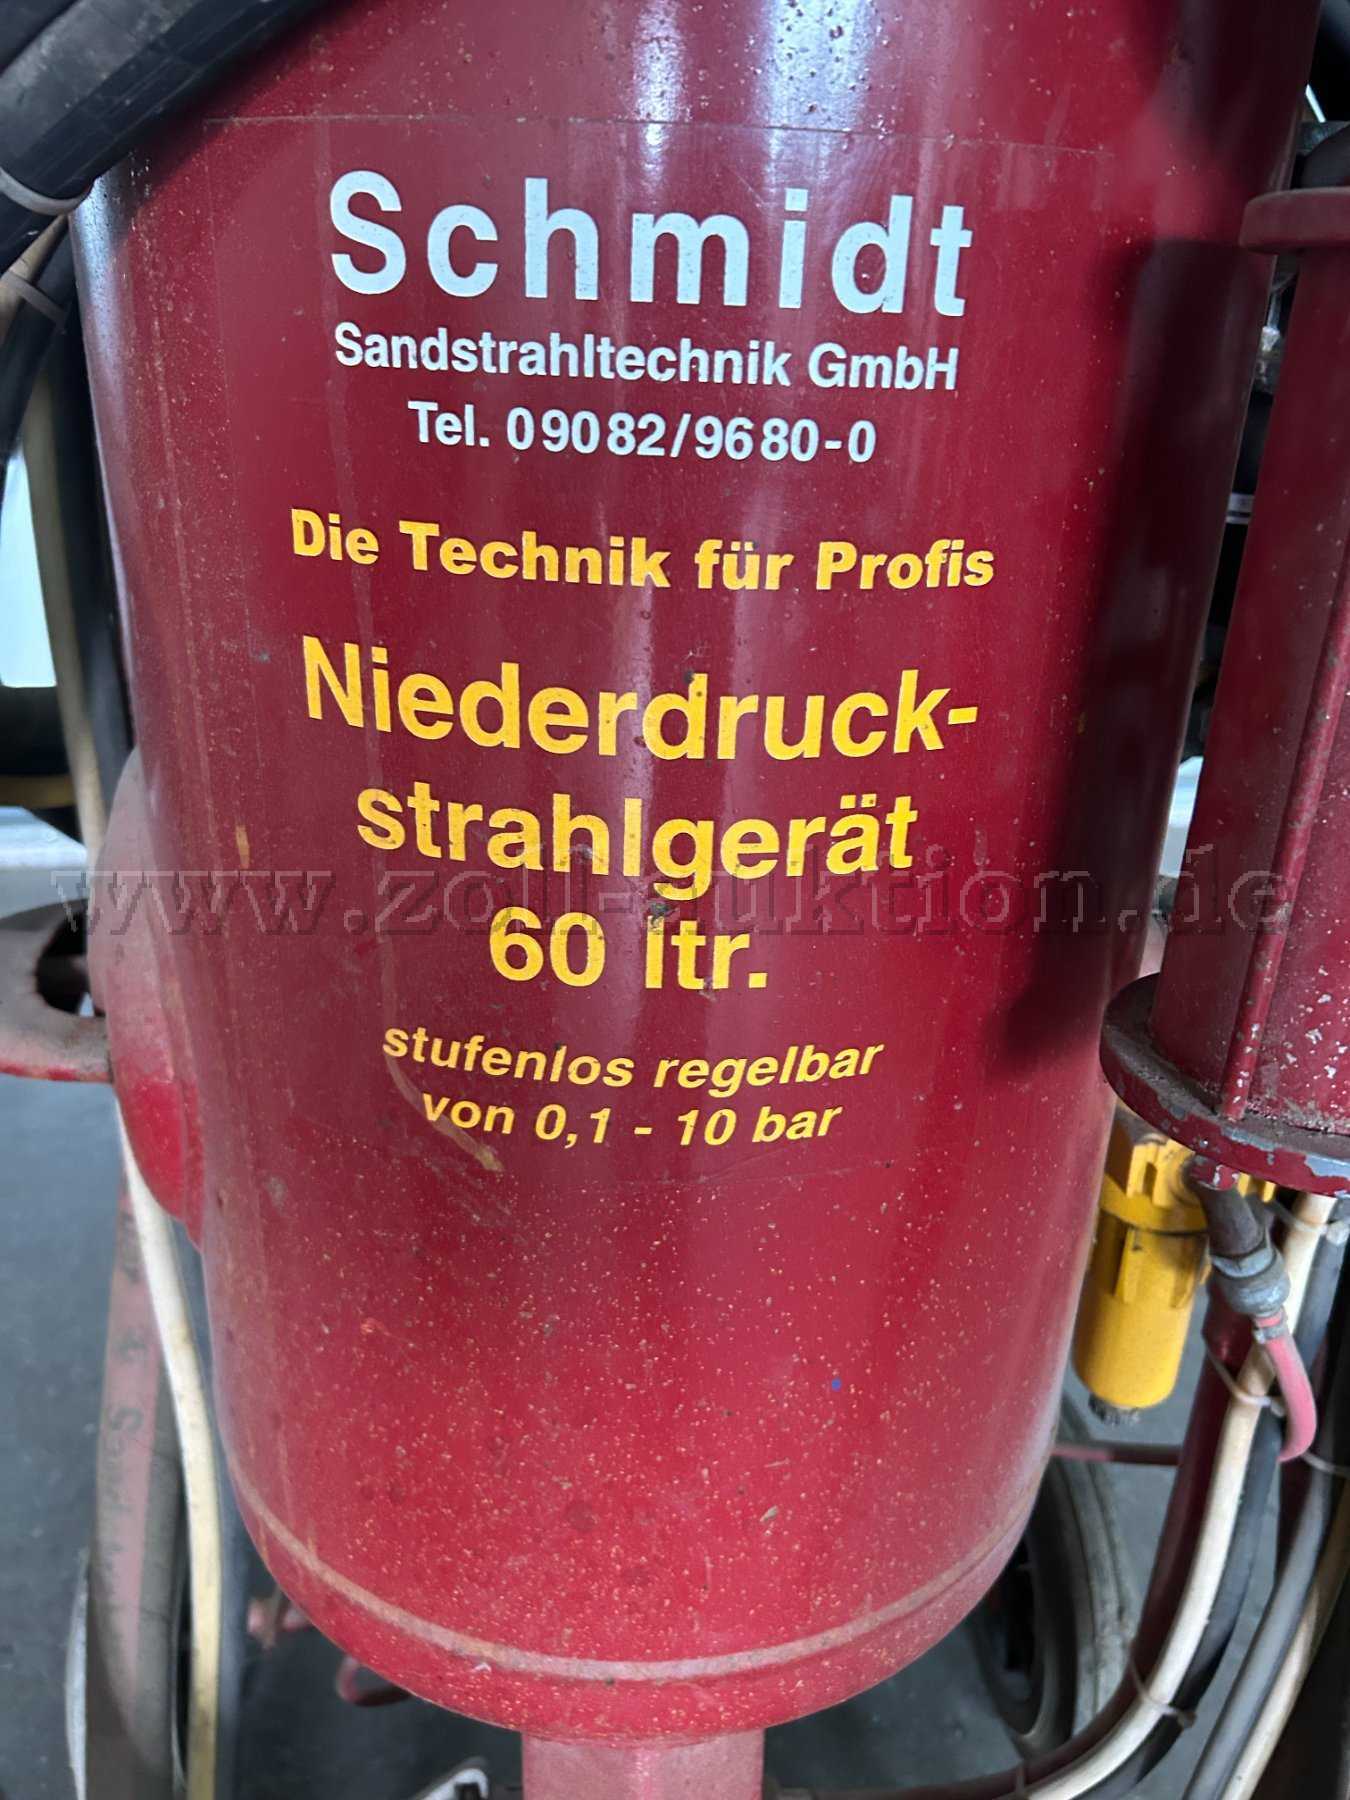 Schmidt
Sandstrahltechnik GmbH
Tel. 09082/9680-0
Die Technik für Profis
Niederdruck-
strahlgerät
www.zoll-auktion.de
60 ltr.
stufenlos regelbar
von 0,1 - 10 bar